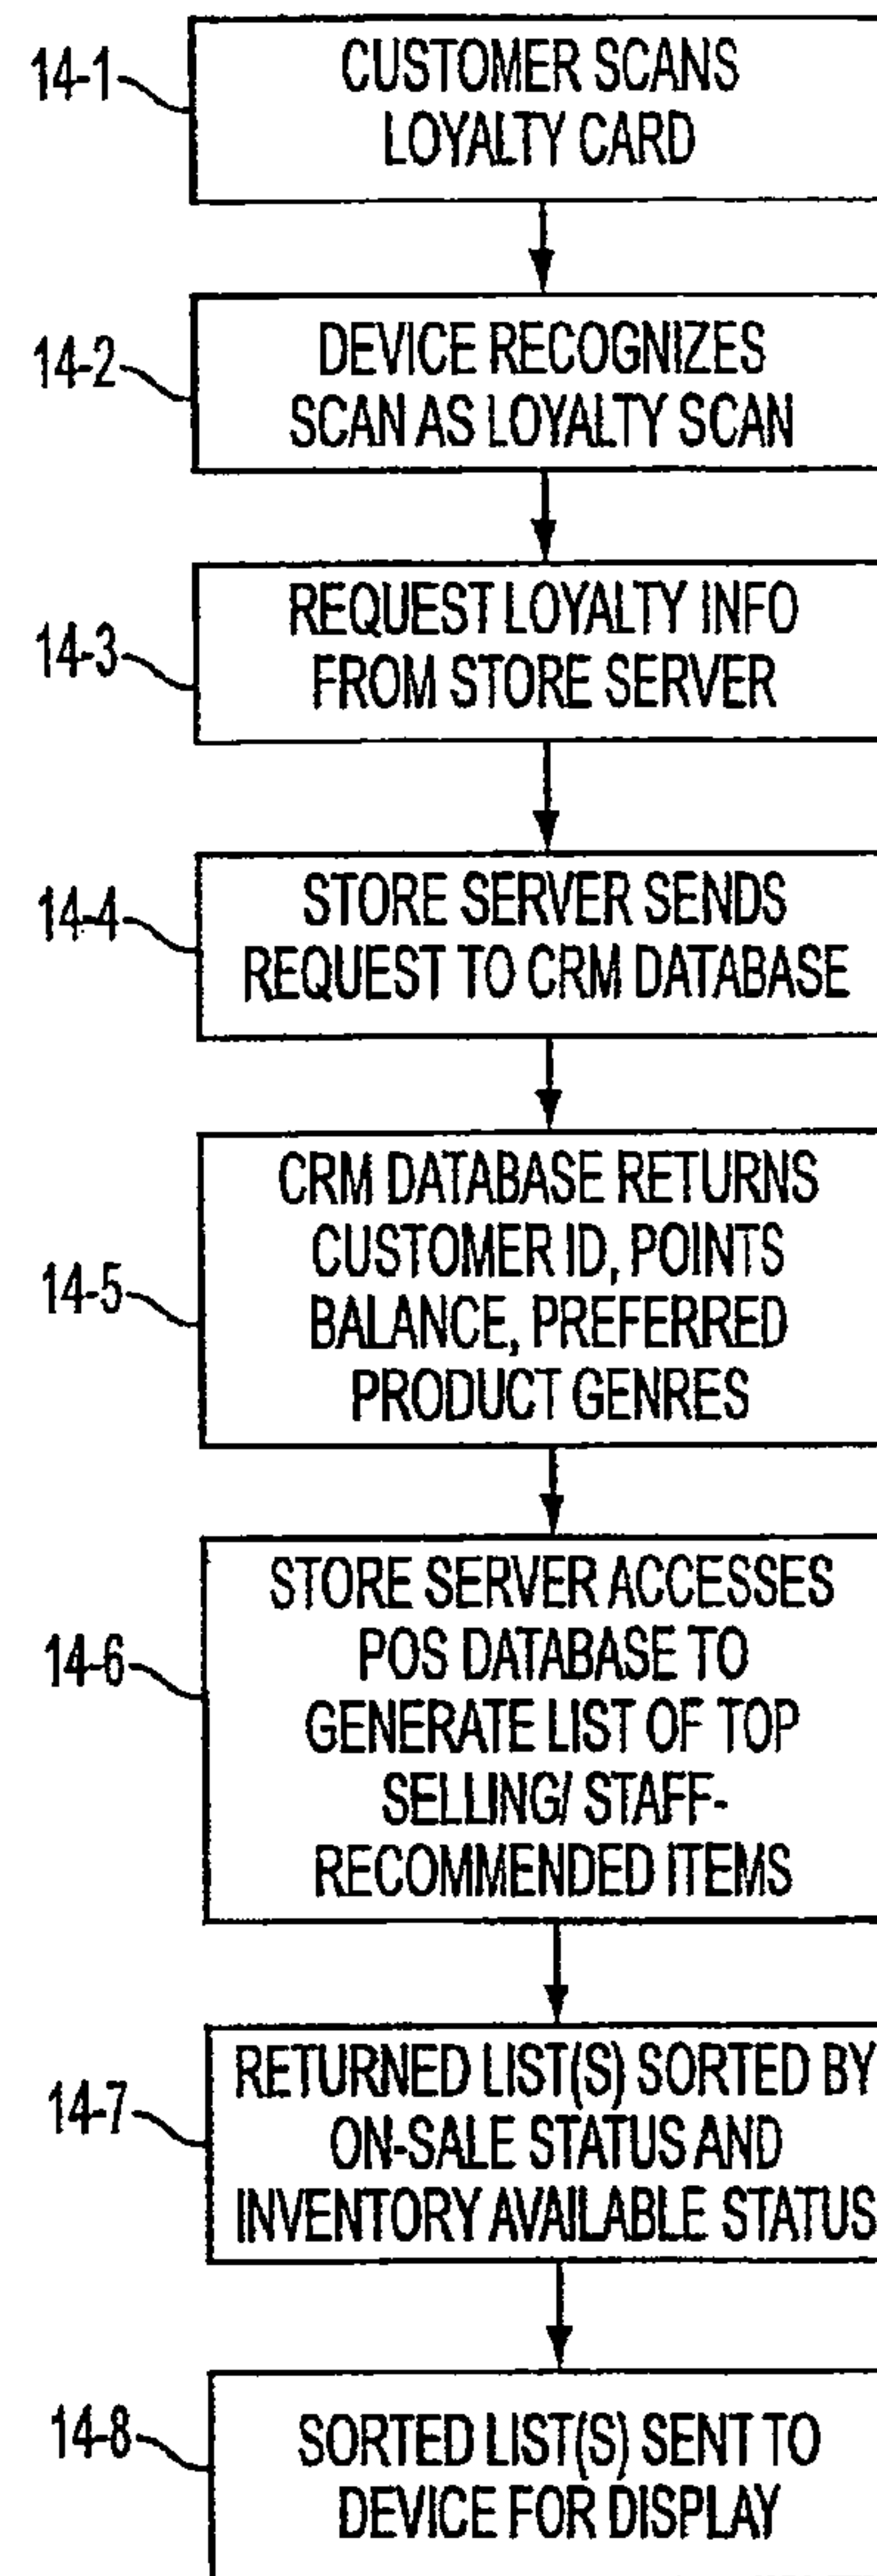 14-1
CUSTOMER SCANS
LOYALTY CARD
14-2
DEVICE RECOGNIZES
SCAN AS LOYALTY SCAN
14-3
REQUEST LOYALTY INFO
FROM STORE SERVER
14-4
STORE SERVER SENDS
REQUEST TO CRM DATABASE
14-5
CRM DATABASE RETURNS
CUSTOMER ID, POINTS
BALANCE, PREFERRED
PRODUCT GENRES
14-6
STORE SERVER ACCESSES
POS DATABASE TO
GENERATE LIST OF TOP
SELLING/ STAFF-
RECOMMENDED ITEMS
14-7
RETURNED LIST(S) SORTED BY
ON-SALE STATUS AND
INVENTORY AVAILABLE STATUS
14-8
SORTED LIST(S) SENT TO
DEVICE FOR DISPLAY